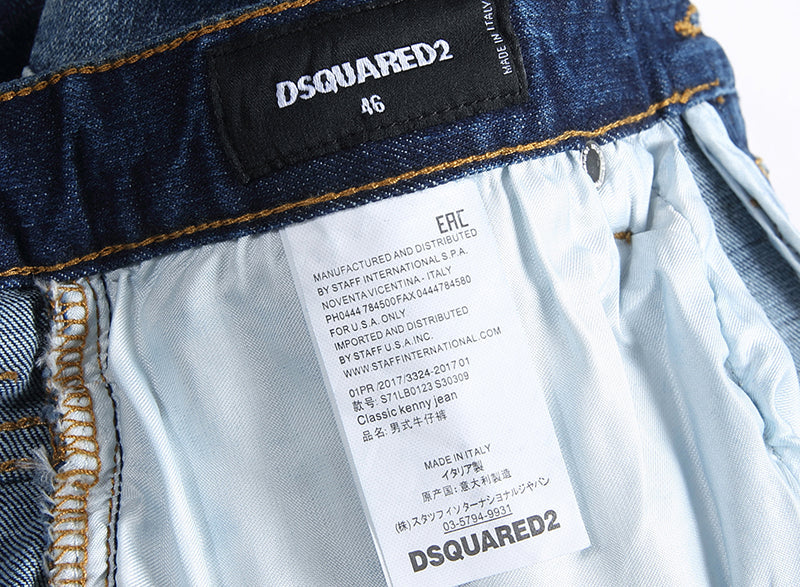 DSQUARED2
46
MADE IN ITALY
EAC
MANUFACTURED AND DISTRIBUTED
BY STAFF INTERNATIONAL S.P.A.
NOVENTA VICENTINA - ITALY
PH0444 784500FAX 0444784580
FOR U.S.A. ONLY
IMPORTED AND DISTRIBUTED
BY STAFF U.S.A. INC.
WWW.STAFFINTERNATIONAL.COM
01PR /2017/3324-2017 01
款号: S71LB0123 S30309
Classic kenny jean
品名: 男式牛仔裤
MADE IN ITALY
イタリア製
原产国: 意大利製造
(株) スタッフインターナショナルジャパン
03-5794-9931
DSQUARED2